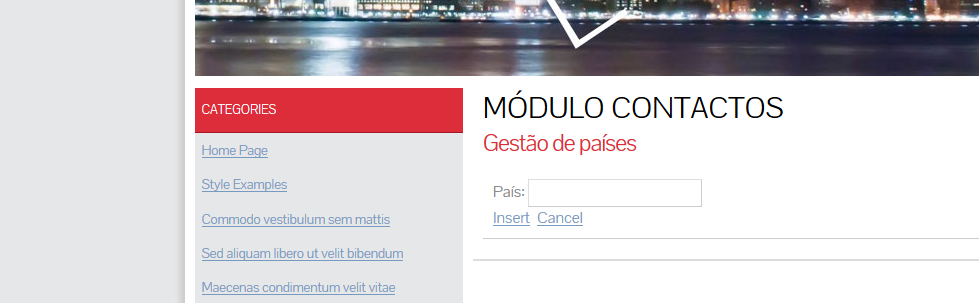 CATEGORIES
Home Page
Style Examples
Commodo vestibulum sem mattis
Sed aliquam libero ut velit bibendum
Maecenas condimentum velit vitae
MÓDULO CONTACTOS
Gestão de países
País:
Insert Cancel